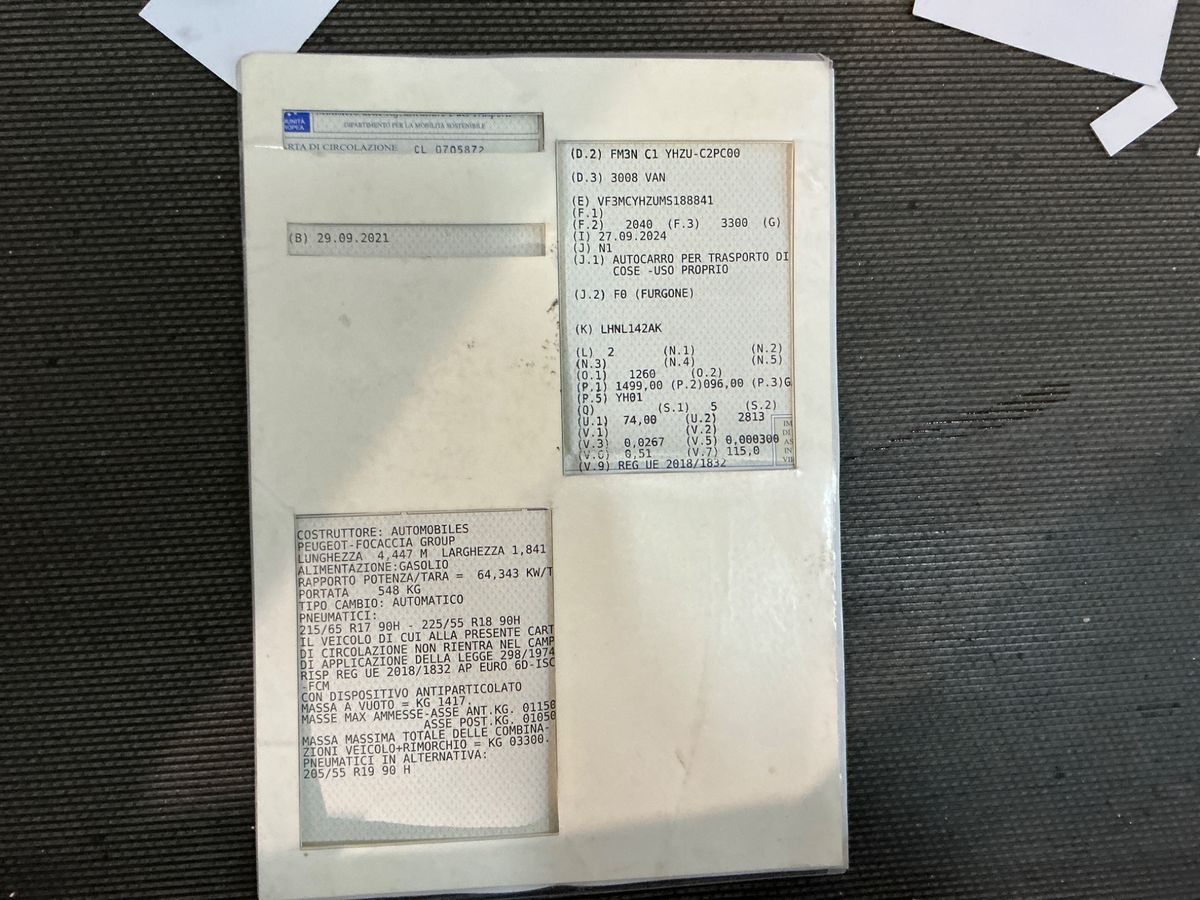 DIPARTIMENTO PER LA MOBILITÀ SOSTENIBILE
RTA DI CIRCOLAZIONE CL 0705872
(B) 29.09.2021
(D.2) FM3N C1 YHZU-C2PC00
(D.3) 3008 VAN
(E) VF3MCYHZUMS188841
(F.1)
(F.2) 2040 (F.3) 3300 (G)
(I) 27.09.2024
(J) N1
(J.1) AUTOCARRO PER TRASPORTO DI
COSE -USO PROPRIO
(J.2) F0 (FURGONE)
(K) LHNL142AK
(L) 2 (N.1) (N.2)
(N.3) (N.4) (N.5)
(O.1) 1260 (O.2)
(P.1) 1499,00 (P.2)096,00 (P.3)G
(P.5) YH01
(Q) (S.1) 5 (S.2)
(U.1) 74,00 (U.2) 2813
(V.1) (V.2)
(V.3) 0,0267 (V.5) 0,000300
(V.6) 0,51 (V.7) 115,0
(V.9) REG UE 2018/1832
IM
DI
AS
IN
COSTRUTTORE: AUTOMOBILES
PEUGEOT-FOCACCIA GROUP
LUNGHEZZA 4,447 M LARGHEZZA 1,841
ALIMENTAZIONE:GASOLIO
RAPPORTO POTENZA/TARA = 64,343 KW/T
PORTATA 548 KG
TIPO CAMBIO: AUTOMATICO
PNEUMATICI:
215/65 R17 90H - 225/55 R18 90H
IL VEICOLO DI CUI ALLA PRESENTE CART
DI CIRCOLAZIONE NON RIENTRA NEL CAMP
DI APPLICAZIONE DELLA LEGGE 298/1974
RISP REG UE 2018/1832 AP EURO 6D-ISC
-FCM
CON DISPOSITIVO ANTIPARTICOLATO
MASSA A VUOTO = KG 1417.
MASSE MAX AMMESSE-ASSE ANT.KG. 01150
ASSE POST.KG. 01050
MASSA MASSIMA TOTALE DELLE COMBINA-
ZIONI VEICOLO+RIMORCHIO = KG 03300.
PNEUMATICI IN ALTERNATIVA:
205/55 R19 90 H